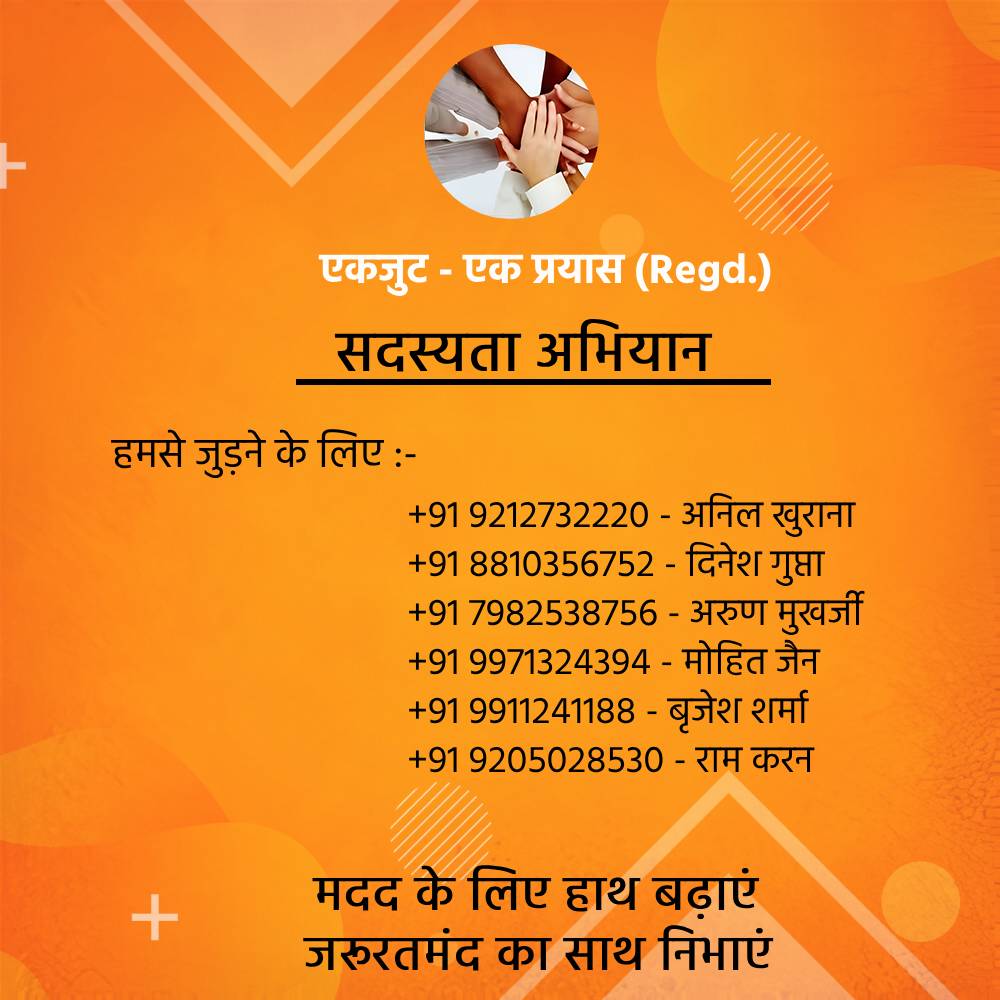 एकजुट - एक प्रयास (Regd.)
सदस्यता अभियान
हमसे जुड़ने के लिए :-
+91 9212732220 - अनिल खुराना
+91 8810356752 - दिनेश गुप्ता
+91 7982538756 - अरुण मुखर्जी
+91 9971324394 - मोहित जैन
+91 9911241188 - बृजेश शर्मा
+91 9205028530 - राम करन
मदद के लिए हाथ बढ़ाएं
जरूरतमंद का साथ निभाएं